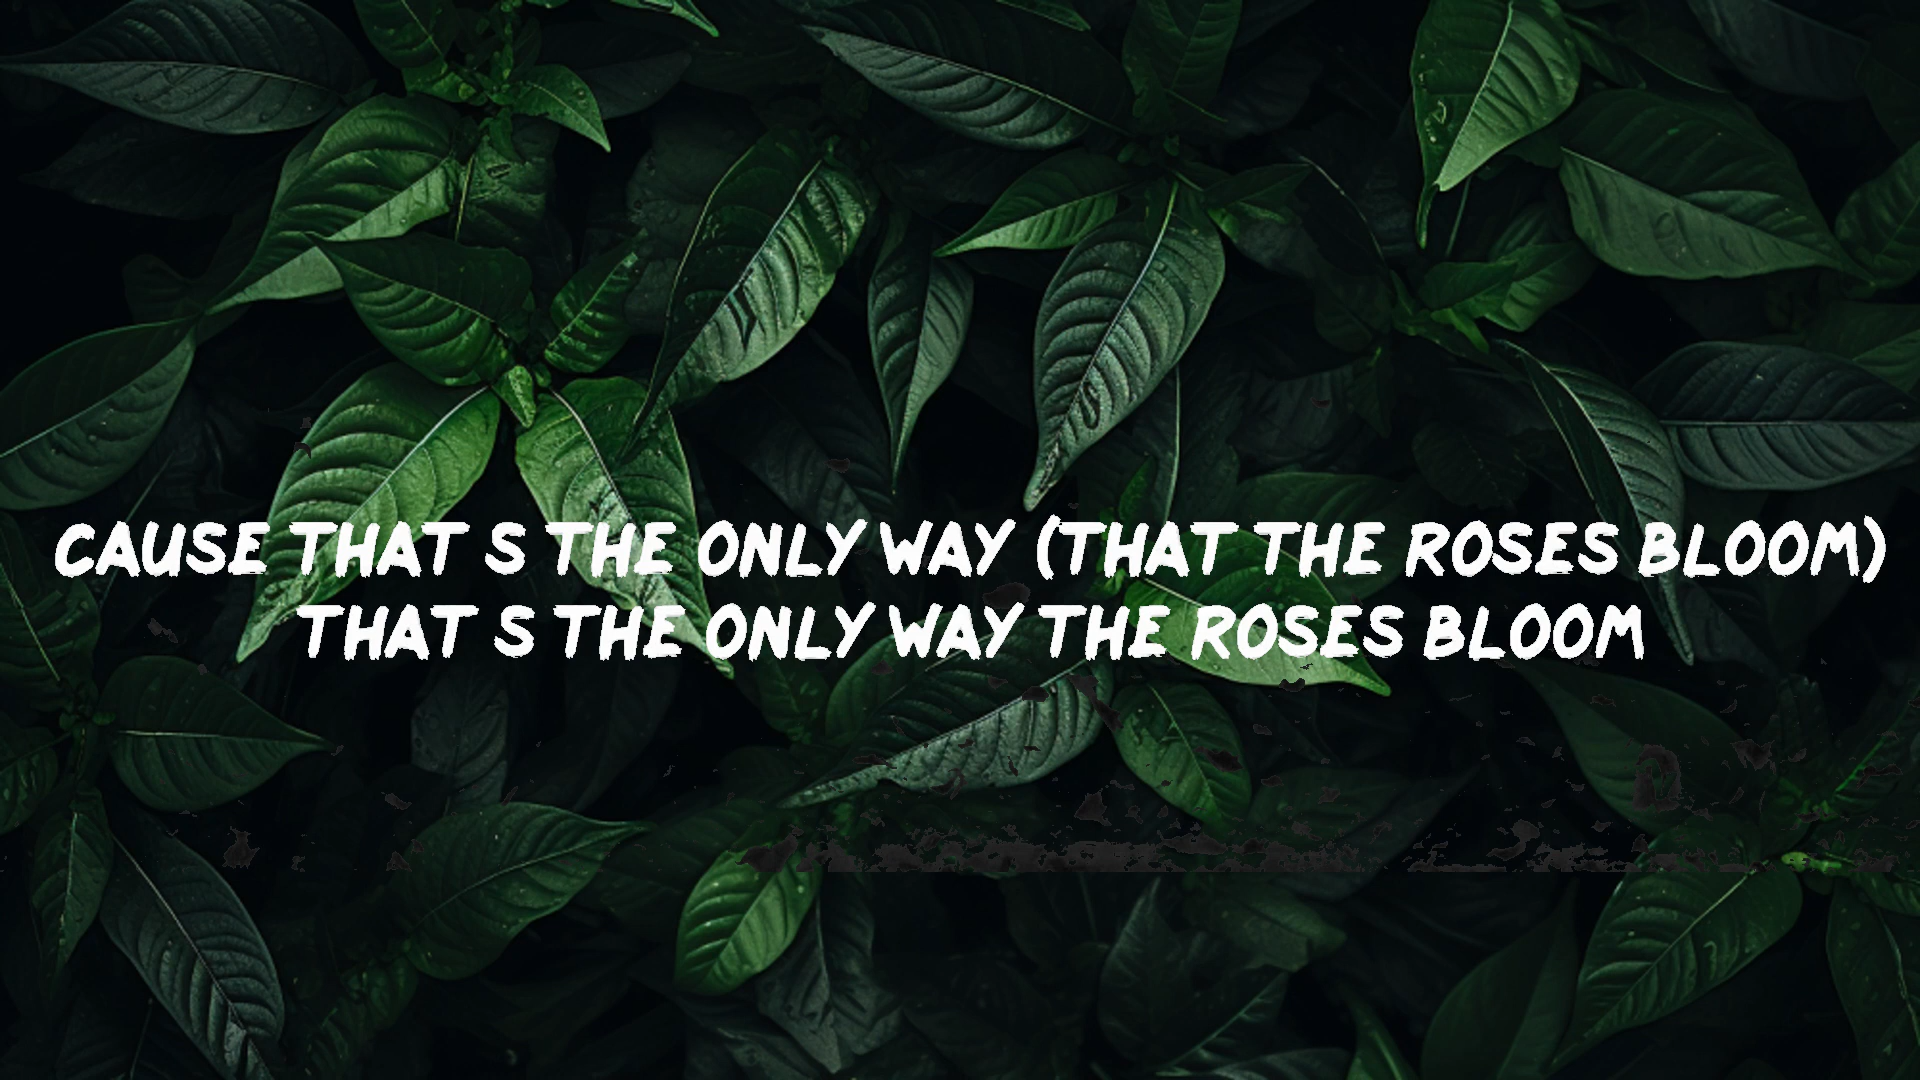 CAUSE THAT S THE ONLY WAY (THAT THE ROSES BLOOM)
THAT S THE ONLY WAY THE ROSES BLOOM